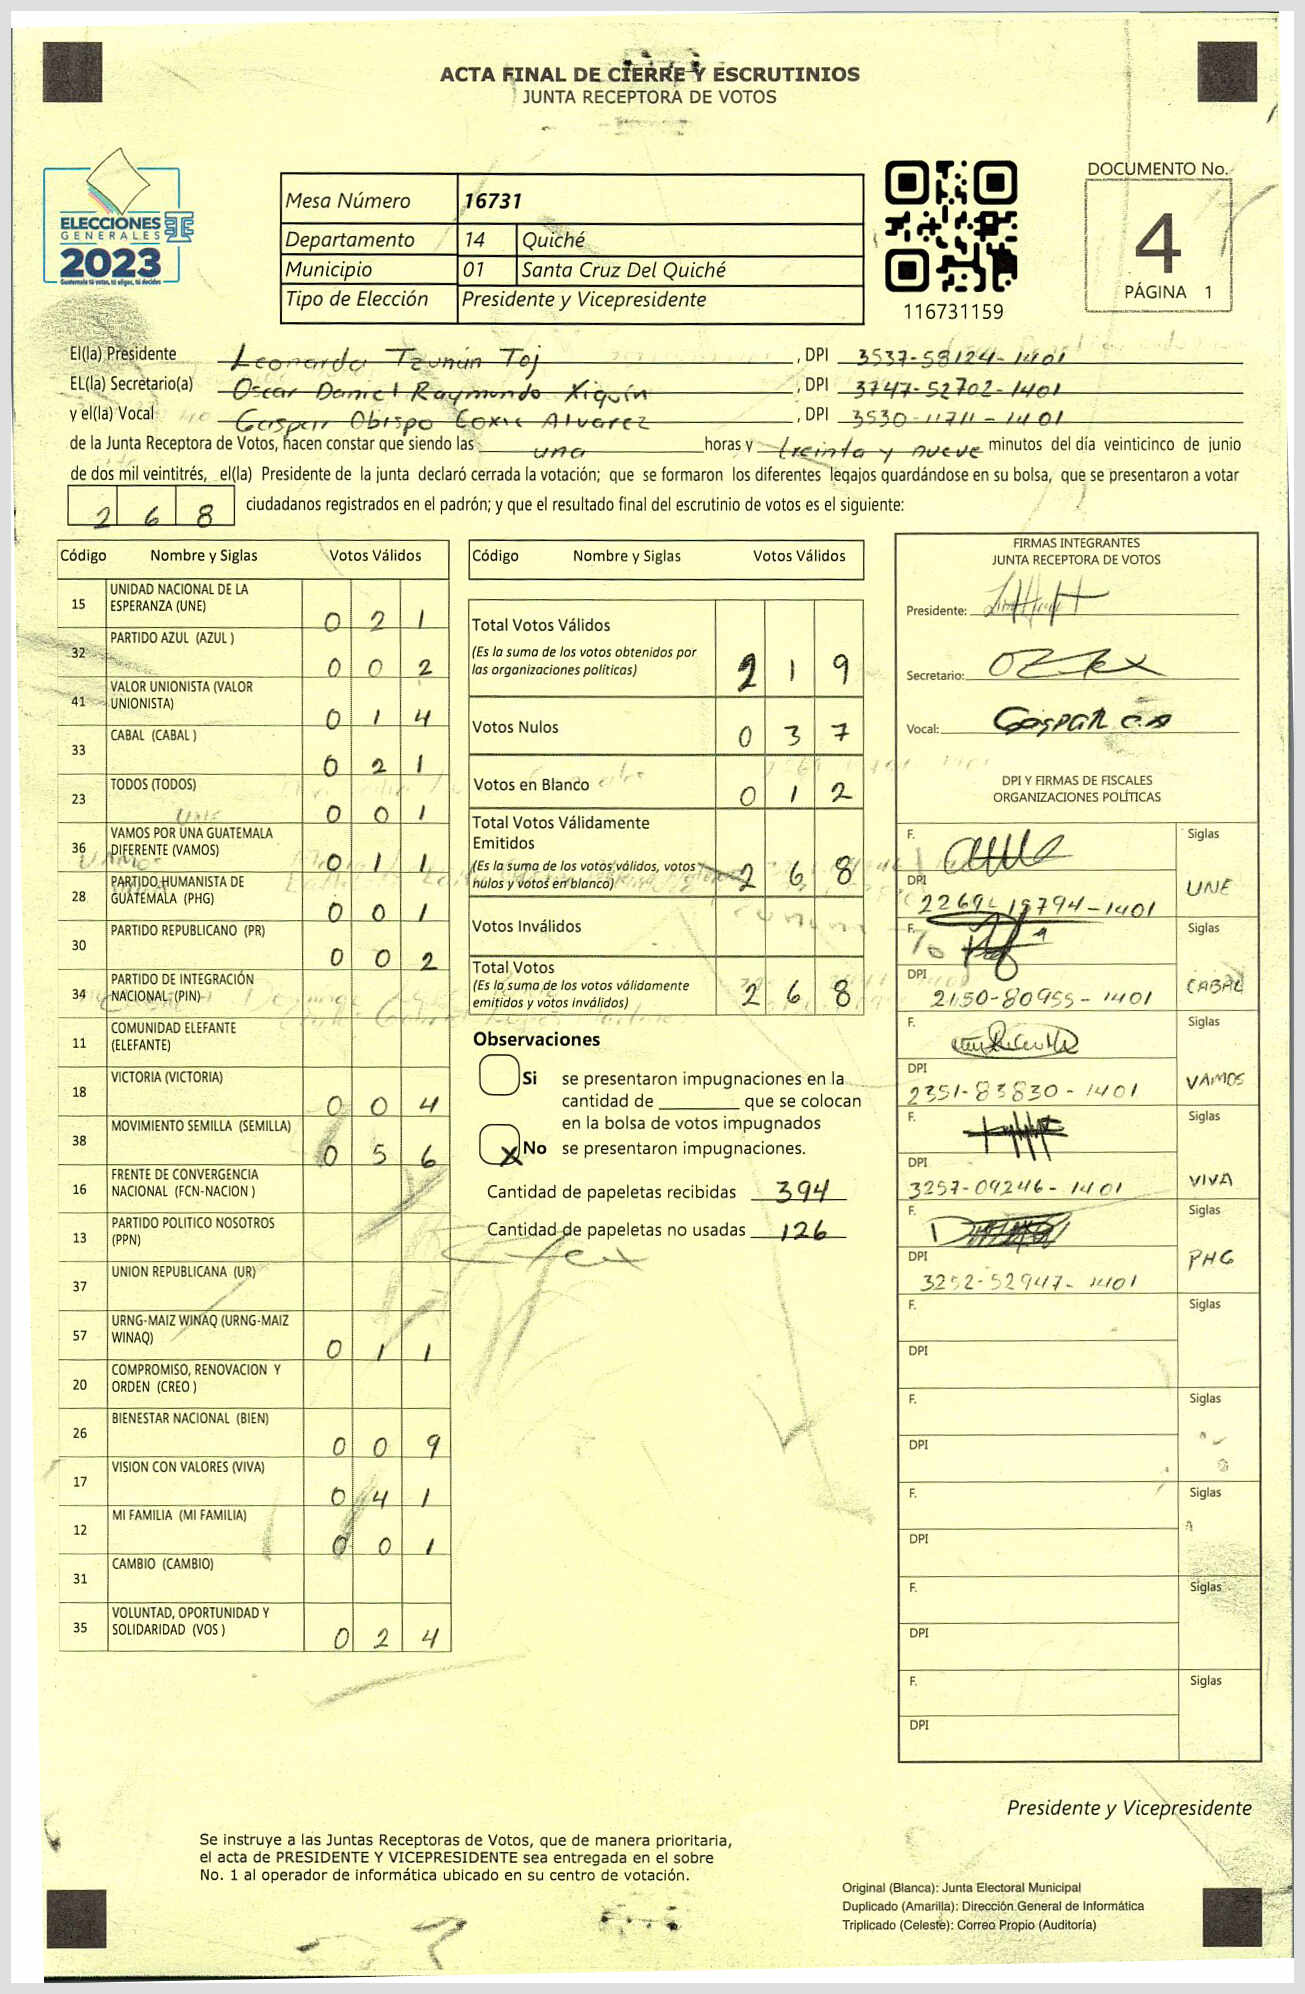 ACTA FINAL DE CIERRE Y ESCRUTINIOS
JUNTA RECEPTORA DE VOTOS
ELECCIONES
GENERALES
2023
Guatemala tú votas, tú eliges, tú decides
TSE
Mesa Número 16731
Departamento 14 Quiché
Municipio 01 Santa Cruz Del Quiché
Tipo de Elección Presidente y Vicepresidente
116731159
DOCUMENTO No.
4
PÁGINA 1
El(la) Presidente Leonarda Tzunún Toj, DPI 3537-58124-1401
EL(la) Secretario(a) Oscar Daniel Raymundo Xiquín, DPI 3747-52702-1401
y el(la) Vocal Gaspar Obispo Coxic Alvarez, DPI 3530-11711-1401
de la Junta Receptora de Votos, hacen constar que siendo las una horas y treinta y nueve minutos del día veinticinco de junio
de dos mil veintitrés, el(la) Presidente de la junta declaró cerrada la votación; que se formaron los diferentes legajos guardándose en su bolsa, que se presentaron a votar
268 ciudadanos registrados en el padrón; y que el resultado final del escrutinio de votos es el siguiente:
Código Nombre y Siglas Votos Válidos
15 UNIDAD NACIONAL DE LA ESPERANZA (UNE) 0 2 1
32 PARTIDO AZUL (AZUL ) 0 0 2
41 VALOR UNIONISTA (VALOR UNIONISTA) 0 1 4
33 CABAL (CABAL ) 0 2 1
23 TODOS (TODOS) 0 0 1
36 VAMOS POR UNA GUATEMALA DIFERENTE (VAMOS) 0 1 1
28 PARTIDO HUMANISTA DE GUATEMALA (PHG) 0 0 1
30 PARTIDO REPUBLICANO (PR) 0 0 2
34 PARTIDO DE INTEGRACIÓN NACIONAL (PIN)
11 COMUNIDAD ELEFANTE (ELEFANTE)
18 VICTORIA (VICTORIA) 0 0 4
38 MOVIMIENTO SEMILLA (SEMILLA) 0 5 6
16 FRENTE DE CONVERGENCIA NACIONAL (FCN-NACION )
13 PARTIDO POLITICO NOSOTROS (PPN)
37 UNION REPUBLICANA (UR)
57 URNG-MAIZ WINAQ (URNG-MAIZ WINAQ) 0 1 1
20 COMPROMISO, RENOVACION Y ORDEN (CREO )
26 BIENESTAR NACIONAL (BIEN) 0 0 9
17 VISION CON VALORES (VIVA) 0 4 1
12 MI FAMILIA (MI FAMILIA) 0 0 1
31 CAMBIO (CAMBIO)
35 VOLUNTAD, OPORTUNIDAD Y SOLIDARIDAD (VOS ) 0 2 4
Código Nombre y Siglas Votos Válidos
Total Votos Válidos 2 1 9
(Es la suma de los votos obtenidos por
las organizaciones politicas)
Votos Nulos 0 3 7
Votos en Blanco 0 1 2
Total Votos Válidamente
Emitidos 2 6 8
(Es la suma de los votos válidos, votos
nulos y votos en blanco)
Votos Inválidos
Total Votos 2 6 8
(Es la suma de los votos válidamente
emitidos y votos inválidos)
Observaciones
Si se presentaron impugnaciones en la
cantidad de ________ que se colocan
en la bolsa de votos impugnados
X No se presentaron impugnaciones.
Cantidad de papeletas recibidas 394
Cantidad de papeletas no usadas 126
FIRMAS INTEGRANTES
JUNTA RECEPTORA DE VOTOS
Presidente:
Secretario:
Vocal: Gaspar
DPI Y FIRMAS DE FISCALES
ORGANIZACIONES POLÍTICAS
F. Siglas
DPI UNE
F. Siglas
DPI 2150-80955-1401 CABAL
F. Siglas
DPI 2351-83830-1401 VAMOS
F. Siglas
DPI 3257-09246-1401 VIVA
F. Siglas
DPI 3252-52947-1401 PHG
F. Siglas
DPI
F. Siglas
DPI
F. Siglas
DPI
F. Siglas
DPI
F. Siglas
DPI
Presidente y Vicepresidente
Se instruye a las Juntas Receptoras de Votos, que de manera prioritaria,
el acta de PRESIDENTE Y VICEPRESIDENTE sea entregada en el sobre
No. 1 al operador de informática ubicado en su centro de votación.
Original (Blanca): Junta Electoral Municipal
Duplicado (Amarilla): Dirección General de Informática
Triplicado (Celeste): Correo Propio (Auditoría)